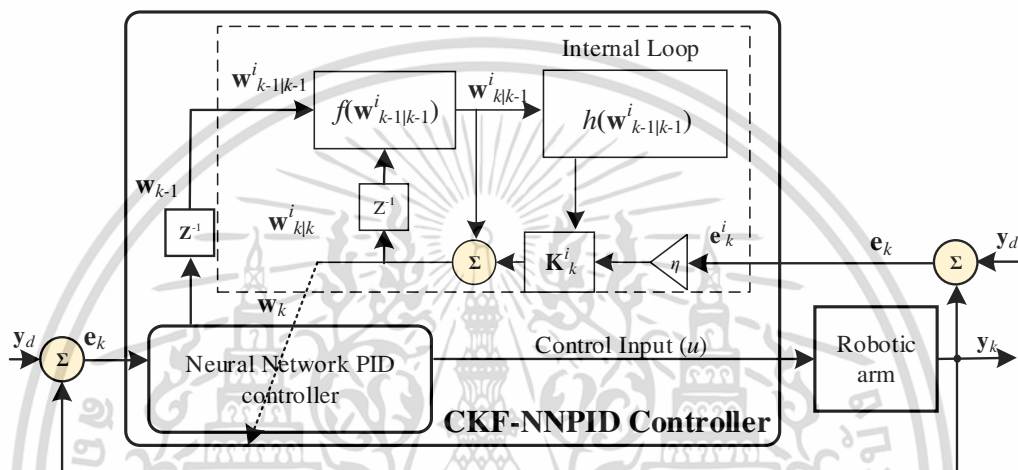 Internal Loop
w^i_{k-1|k-1}
f(w^i_{k-1|k-1})
w^i_{k|k-1}
h(w^i_{k-1|k-1})
w_{k-1}
z^{-1}
z^{-1}
w^i_{k|k}
Σ
K^i_k
η
e^i_k
e_k
Σ
y_d
w_k
y_d
Σ
e_k
Neural Network PID
controller
Control Input (u)
Robotic
arm
y_k
CKF-NNPID Controller